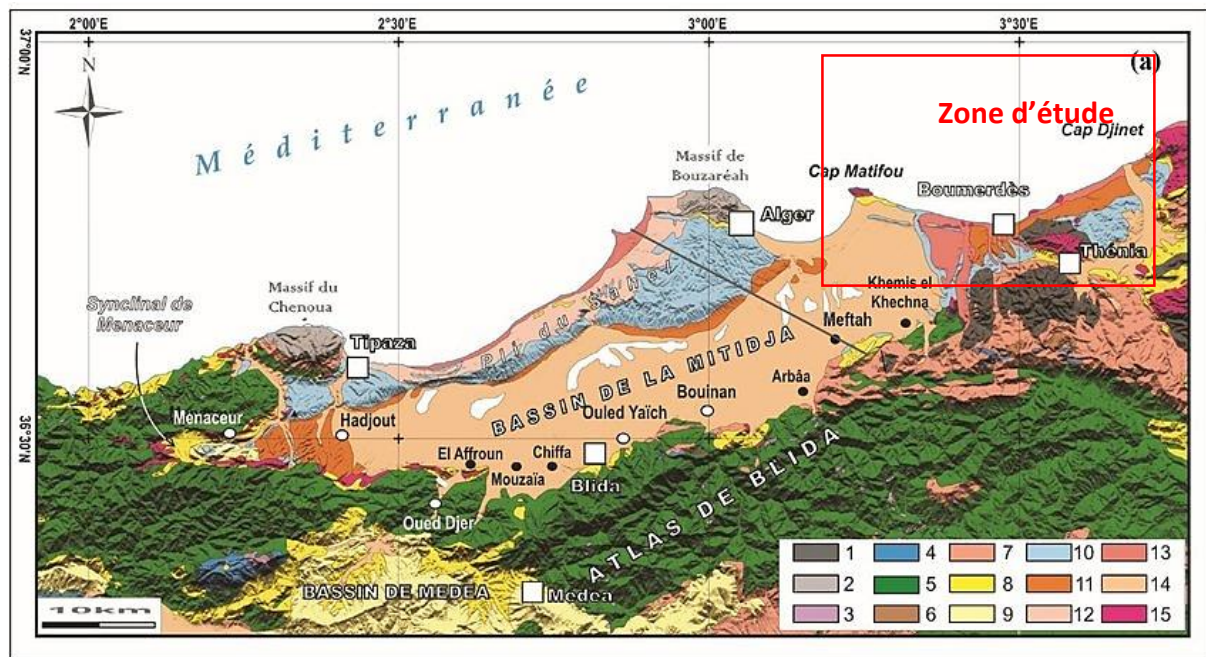 2°00'E 2°30'E 3°00'E 3°30'E
37°00'N
(a)
N
Méditerranée
Zone d'étude
Cap Djinet
Massif de
Bouzaréah
Cap Matifou
Boumerdès
Alger
Thénia
Massif du
Chenoua
Pli du Sahel
Khemis el
Khechna
Synclinal de
Menaceur
Tipaza
Meftah
BASSIN DE LA MITIDJA
Arbâa
Bouinan
Ouled Yaïch
Menaceur
Hadjout
36°30'N
El Affroun
Chiffa
Mouzaïa
Blida
Oued Djer
ATLAS DE BLIDA
BASSIN DE MEDEA
Medea
10km
1 4 7 10 13
2 5 8 11 14
3 6 9 12 15